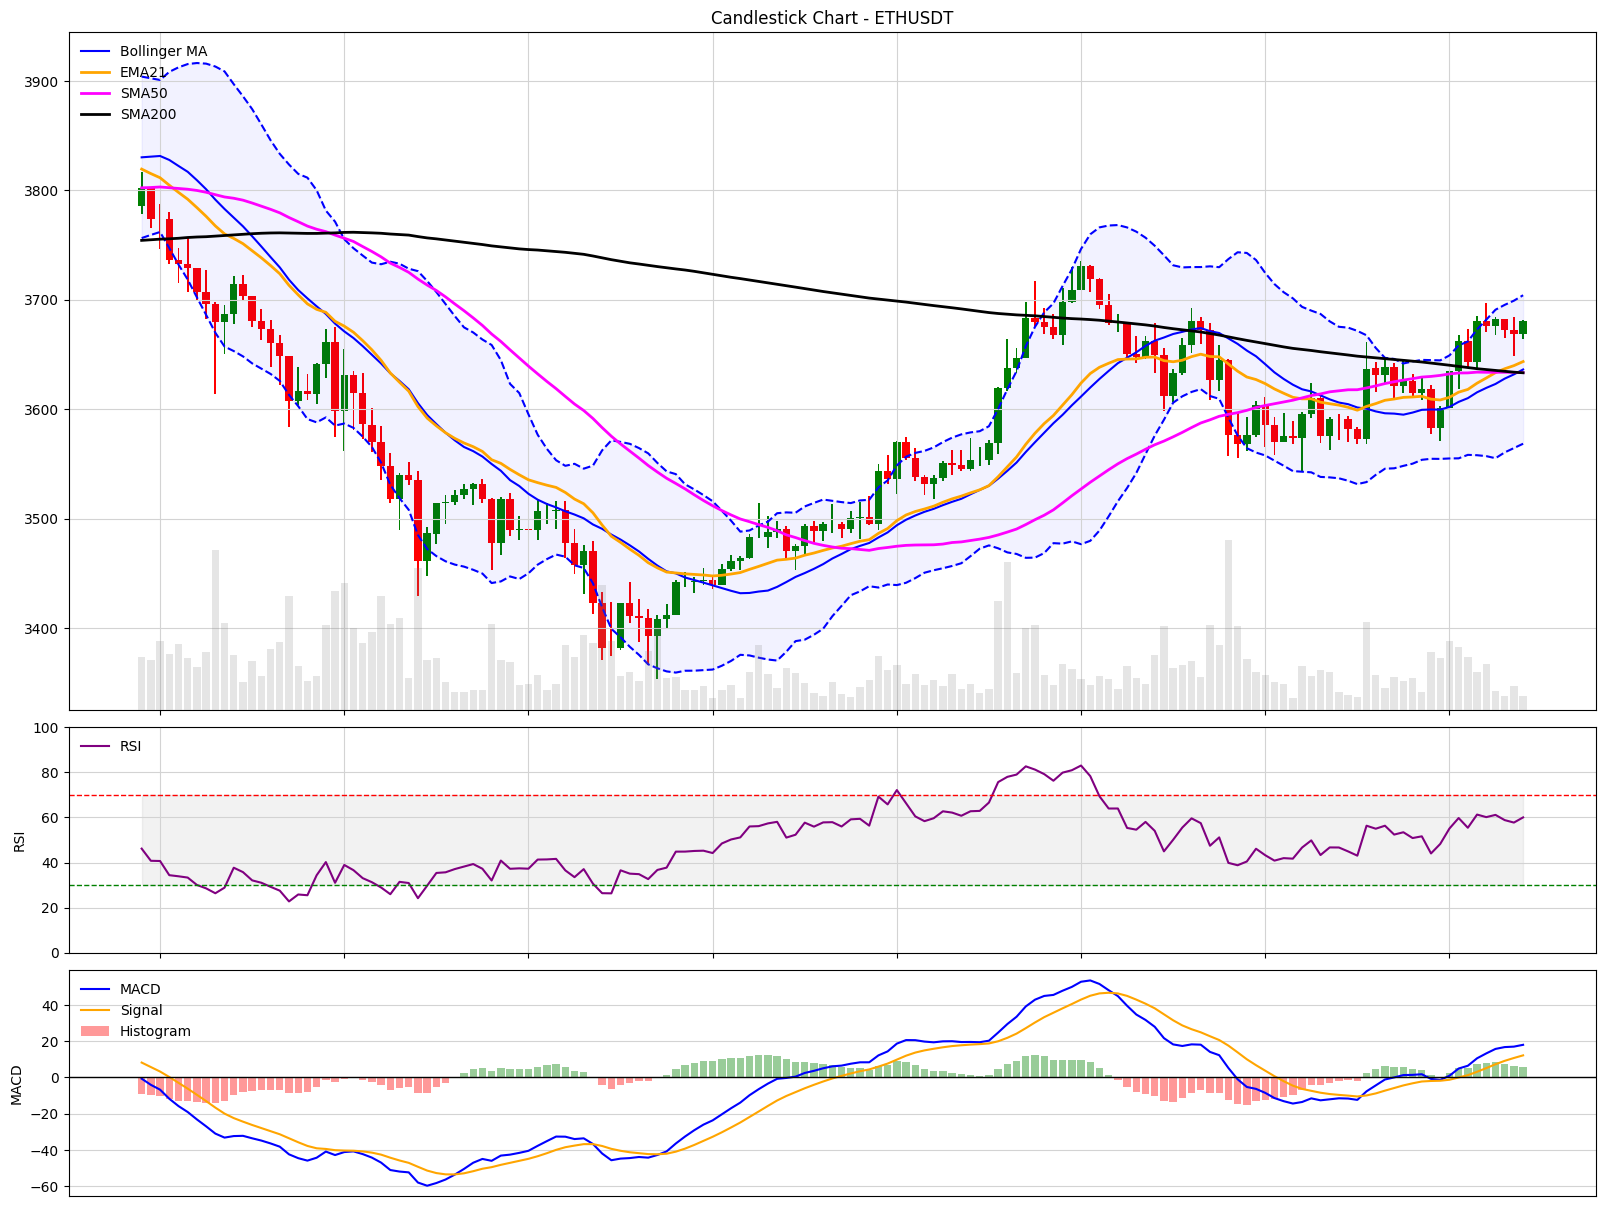 Candlestick Chart - ETHUSDT
Bollinger MA
EMA21
SMA50
SMA200
3900
3800
3700
3600
3500
3400
RSI
100
80
60
40
20
0
RSI
MACD
Signal
Histogram
40
20
0
−20
−40
−60
MACD